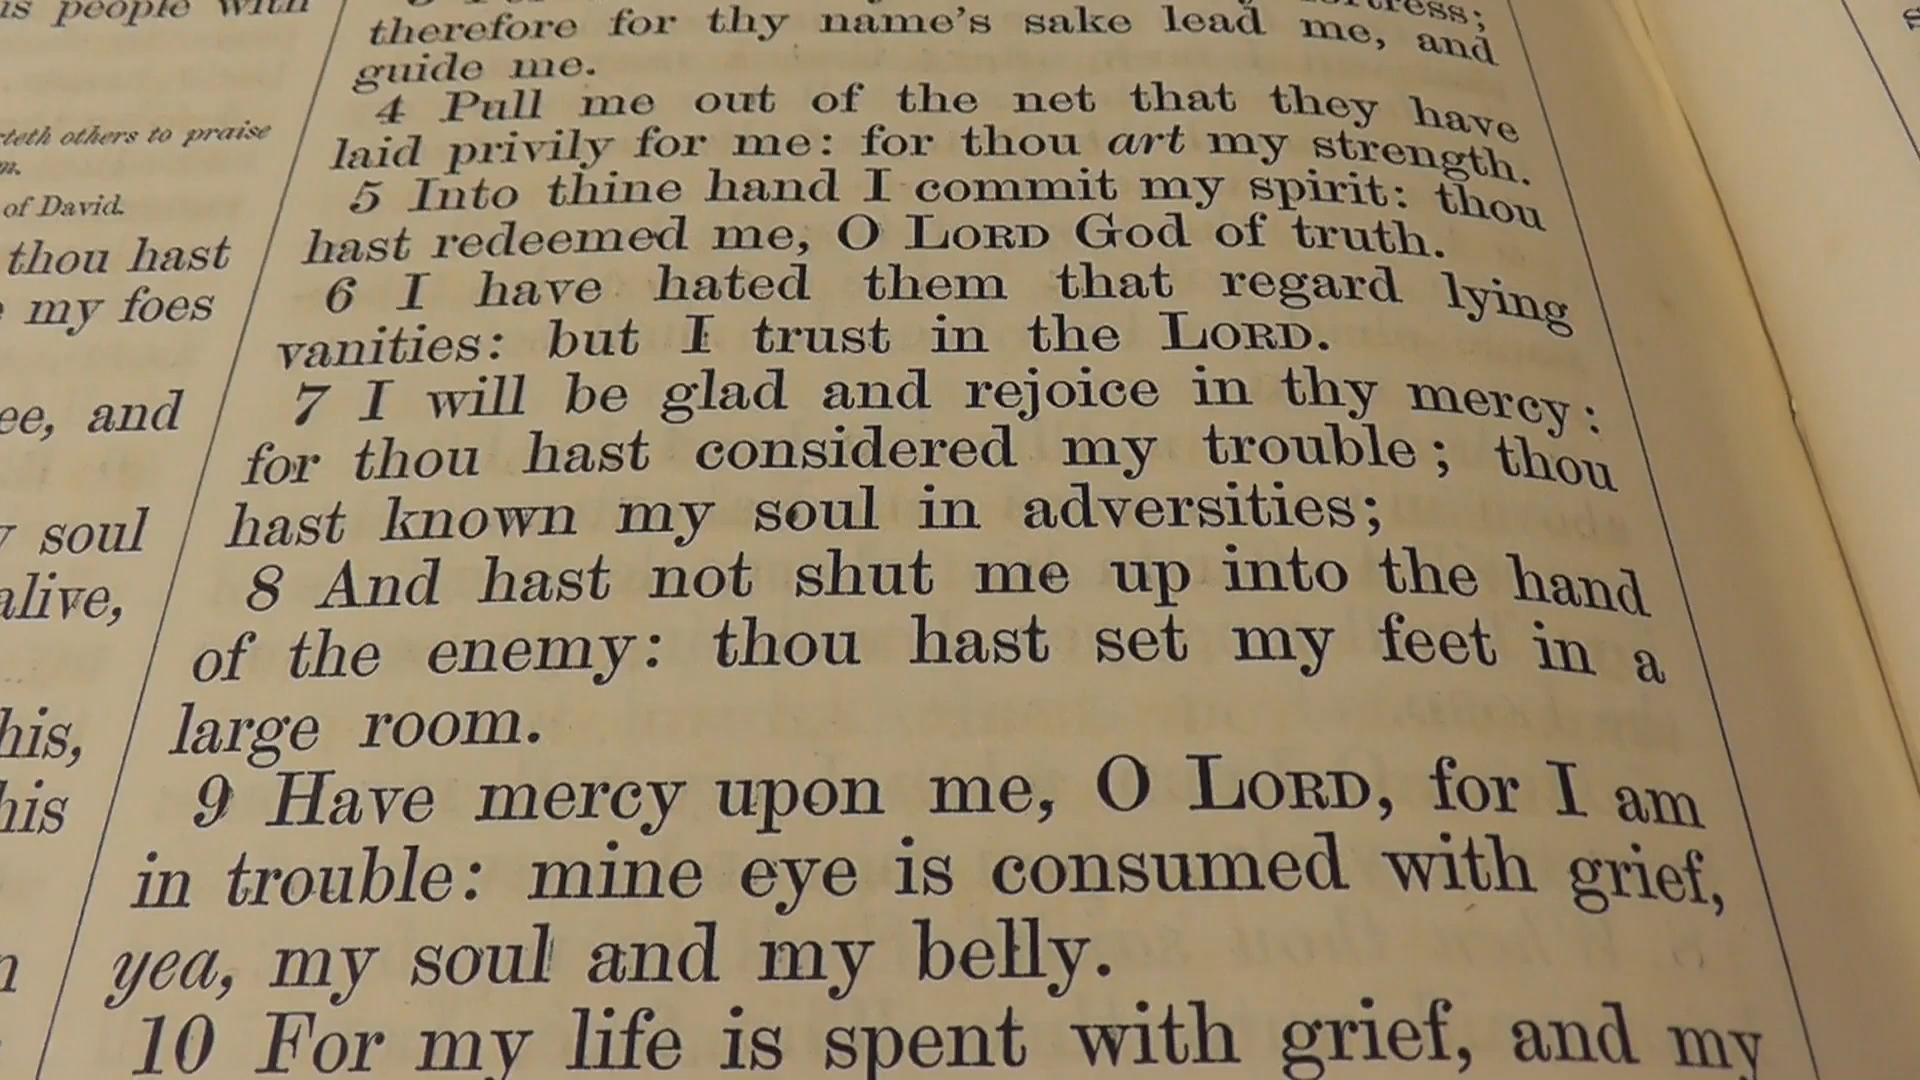 is people with
teth others to praise
m.
of David.
thou hast
my foes
ee, and
soul
alive,
his,
his
therefore for thy name's sake lead me, and
guide me.
4 Pull me out of the net that they have
laid privily for me: for thou art my strength.
5 Into thine hand I commit my spirit: thou
hast redeemed me, O LORD God of truth.
6 I have hated them that regard lying
vanities: but I trust in the LORD.
7 I will be glad and rejoice in thy mercy:
for thou hast considered my trouble; thou
hast known my soul in adversities;
8 And hast not shut me up into the hand
of the enemy: thou hast set my feet in a
large room.
9 Have mercy upon me, O LORD, for I am
in trouble: mine eye is consumed with grief,
yea, my soul and my belly.
10 For my life is spent with grief, and my